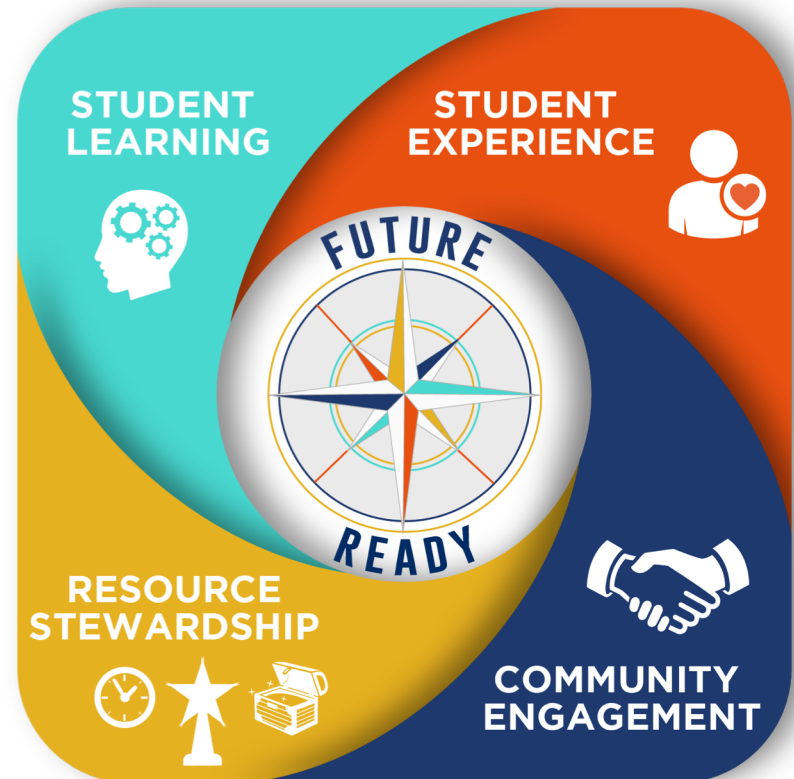 STUDENT
LEARNING
STUDENT
EXPERIENCE
FUTURE
READY
RESOURCE
STEWARDSHIP
COMMUNITY
ENGAGEMENT